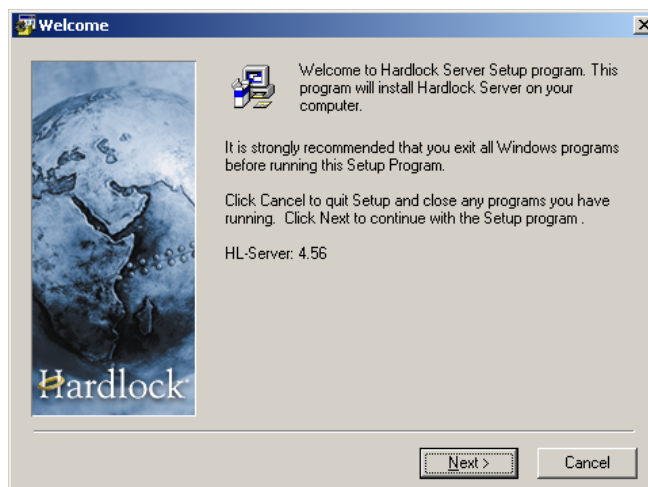 Welcome
Welcome to Hardlock Server Setup program. This
program will install Hardlock Server on your
computer.
It is strongly recommended that you exit all Windows programs
before running this Setup Program.
Click Cancel to quit Setup and close any programs you have
running. Click Next to continue with the Setup program .
HL-Server: 4.56
Hardlock
Next >
Cancel